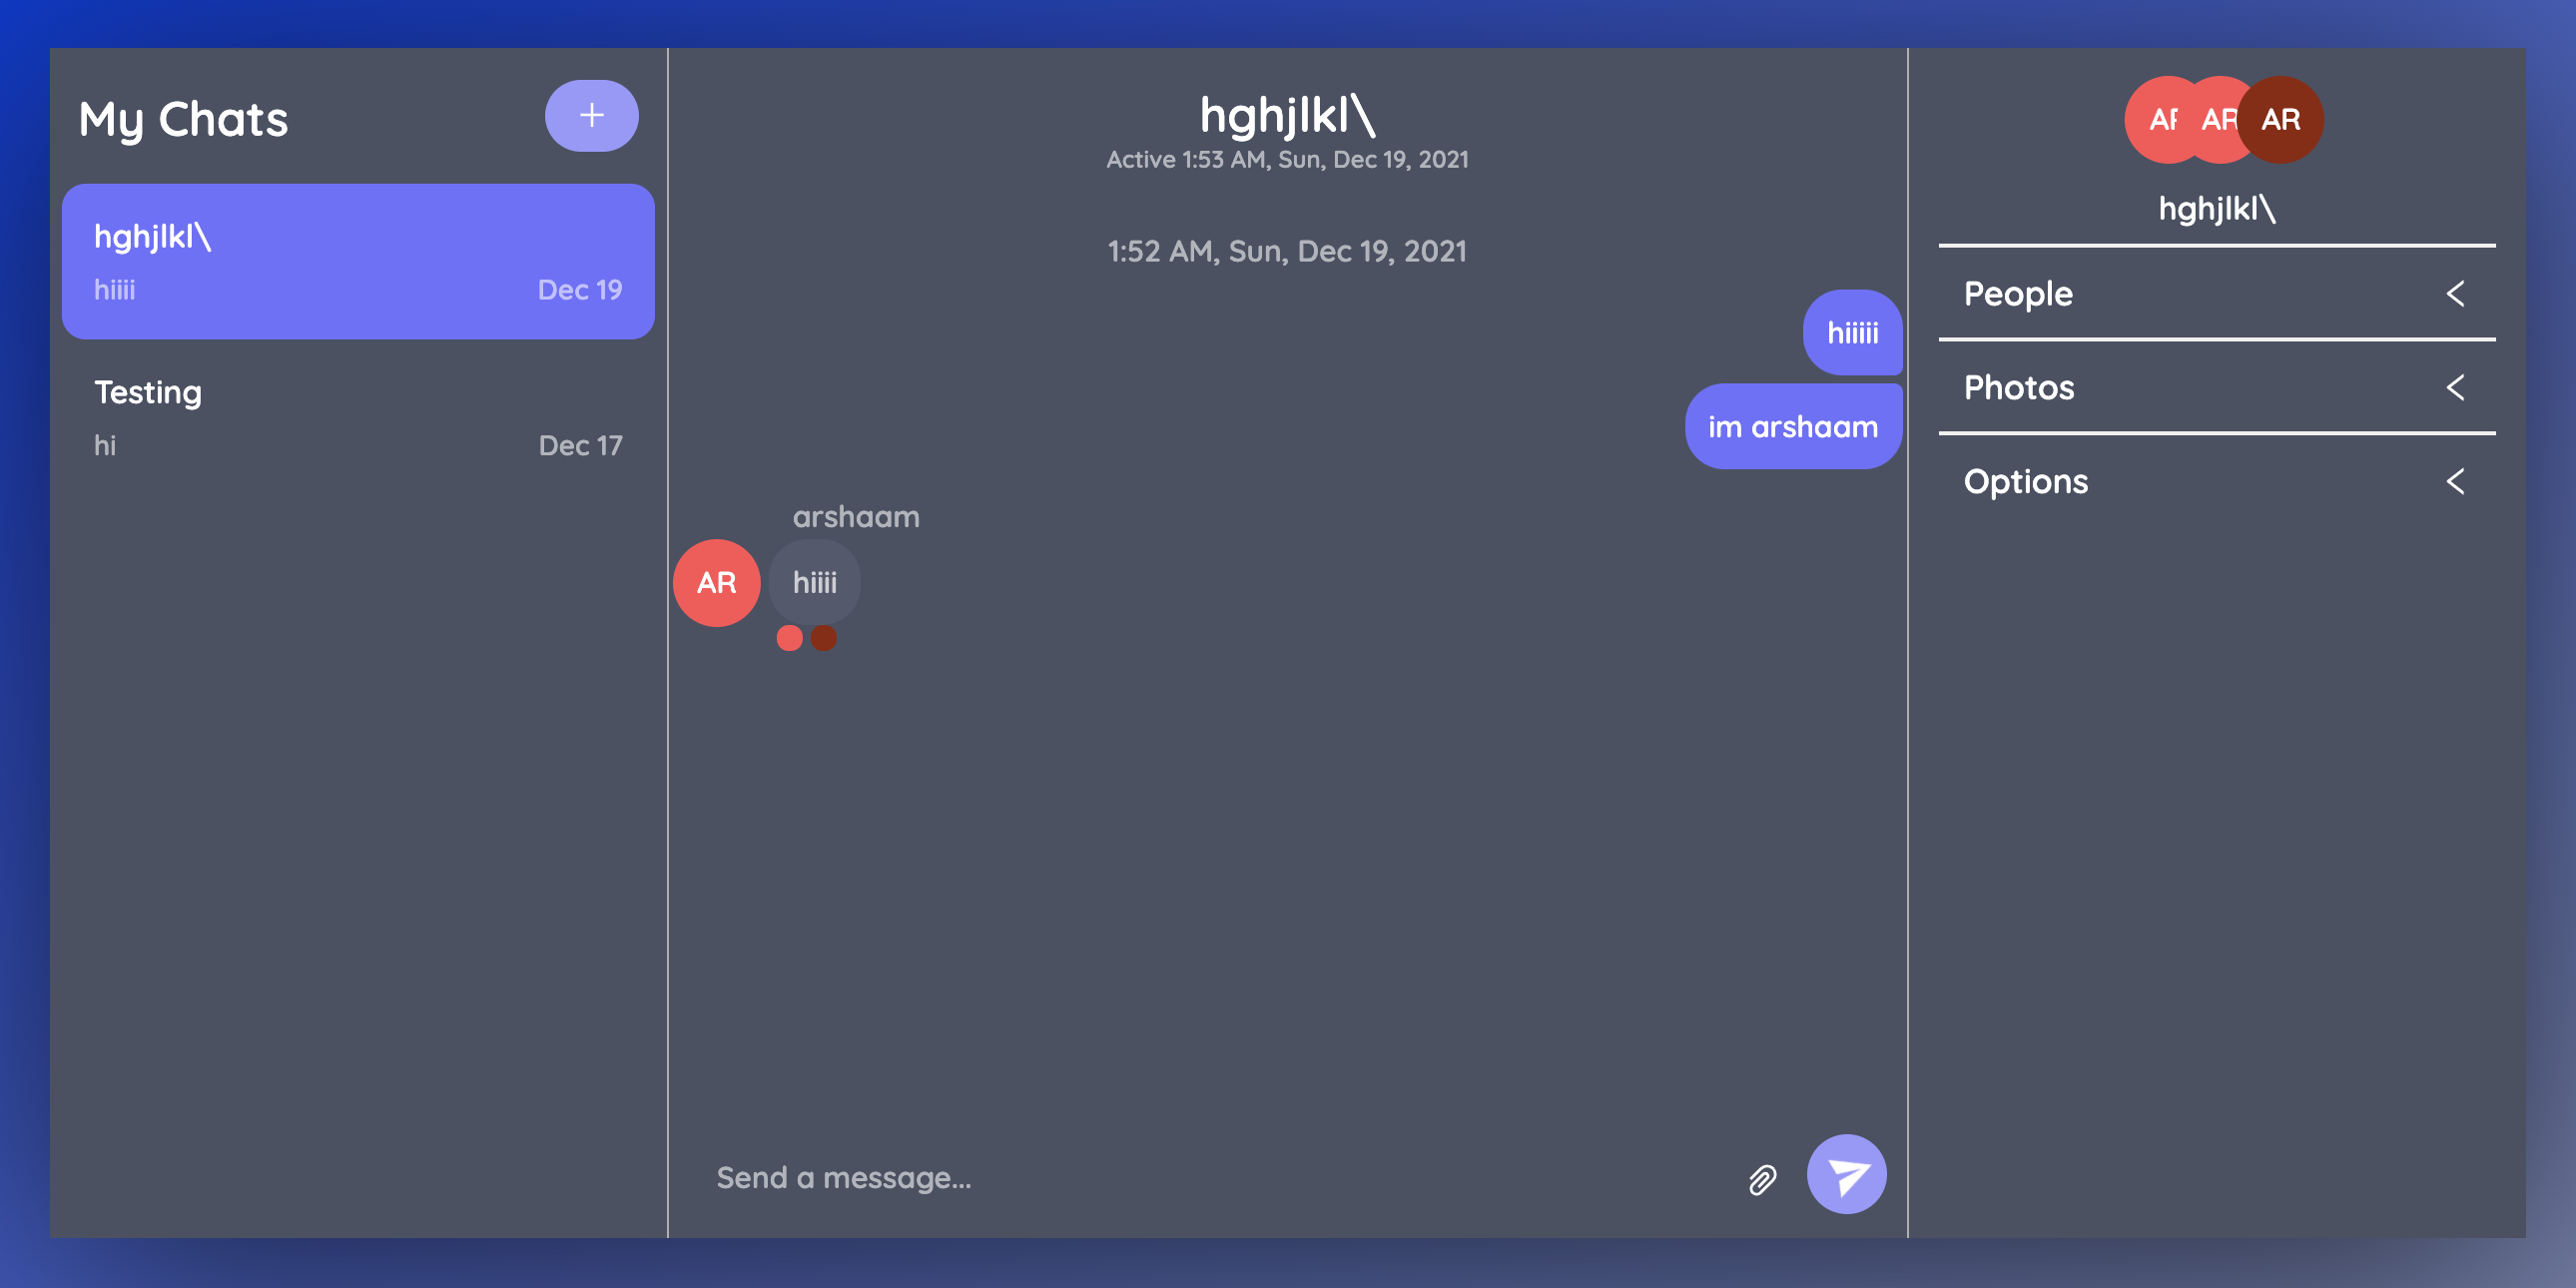 My Chats
+
hghjlkl\
hiiii
Dec 19
Testing
hi
Dec 17
hghjlkl\
Active 1:53 AM, Sun, Dec 19, 2021
1:52 AM, Sun, Dec 19, 2021
hiiiii
im arshaam
arshaam
AR
hiiii
Send a message...
AR
AR
AR
hghjlkl\
People
Photos
Options